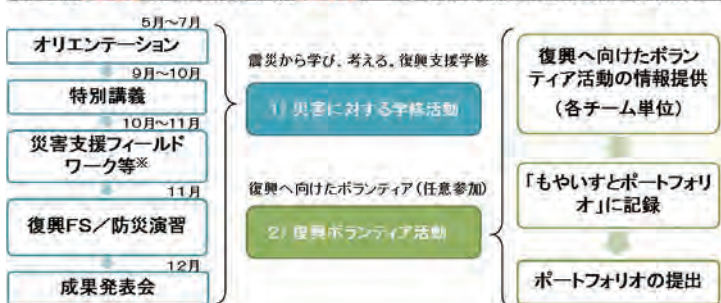 5月～7月
オリエンテーション
9月～10月
特別講義
10月～11月
災害支援フィールド
ワーク等※
11月
復興FS／防災演習
12月
成果発表会
震災から学び、考える。復興支援学修
1) 災害に対する学修活動
復興へ向けたボランティア（任意参加）
2) 復興ボランティア活動
復興へ向けたボラン
ティア活動の情報提供
（各チーム単位）
「もやいすとポートフォリ
オ」に記録
ポートフォリオの提出